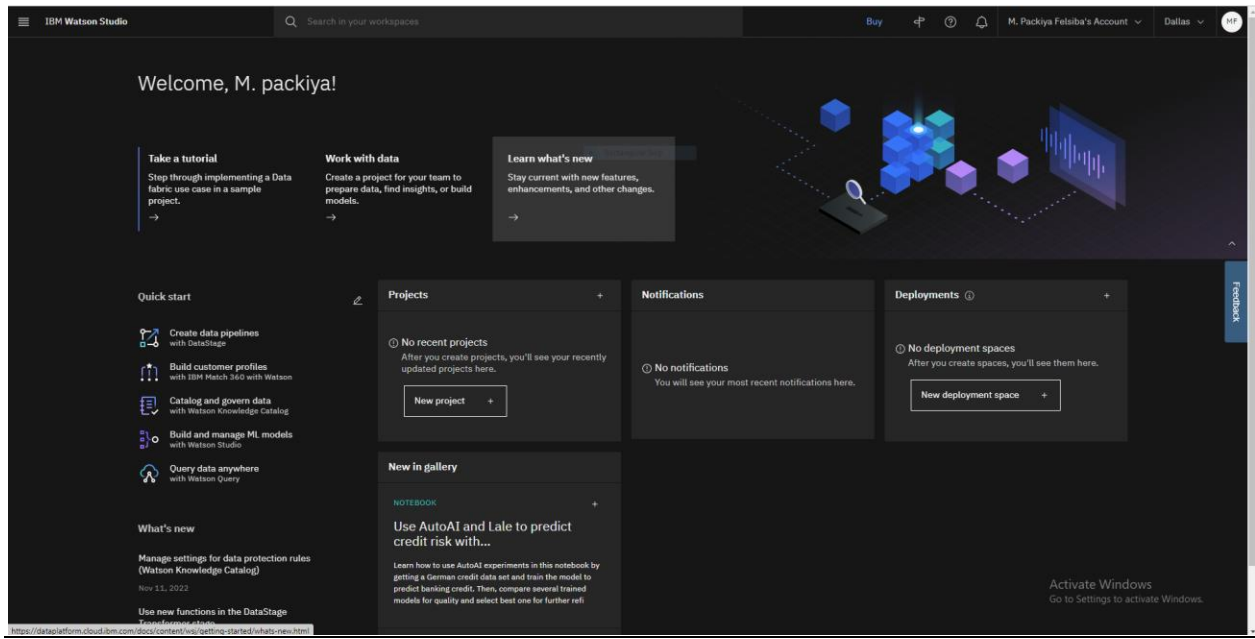 IBM Watson Studio
Search in your workspaces
Buy
M. Packiya Felsiba's Account
Dallas
MF
Welcome, M. packiya!
Take a tutorial
Step through implementing a Data
fabric use case in a sample
project.
Work with data
Create a project for your team to
prepare data, find insights, or build
models.
Learn what's new
Stay current with new features,
enhancements, and other changes.
Feedback
Quick start
Create data pipelines
with DataStage
Build customer profiles
with IBM Match 360 with Watson
Catalog and govern data
with Watson Knowledge Catalog
Build and manage ML models
with Watson Studio
Query data anywhere
with Watson Query
What's new
Manage settings for data protection rules
(Watson Knowledge Catalog)
Nov 11, 2022
Use new functions in the DataStage
Transformer stage
Projects
No recent projects
After you create projects, you'll see your recently
updated projects here.
New project +
Notifications
No notifications
You will see your most recent notifications here.
Deployments
No deployment spaces
After you create spaces, you'll see them here.
New deployment space +
New in gallery
NOTEBOOK
Use AutoAI and Lale to predict
credit risk with...
Learn how to use AutoAI experiments in this notebook by
getting a German credit data set and train the model to
predict banking credit. Then, compare several trained
models for quality and select best one for further refi
Activate Windows
Go to Settings to activate Windows.
https://dataplatform.cloud.ibm.com/docs/content/wsj/getting-started/whats-new.html